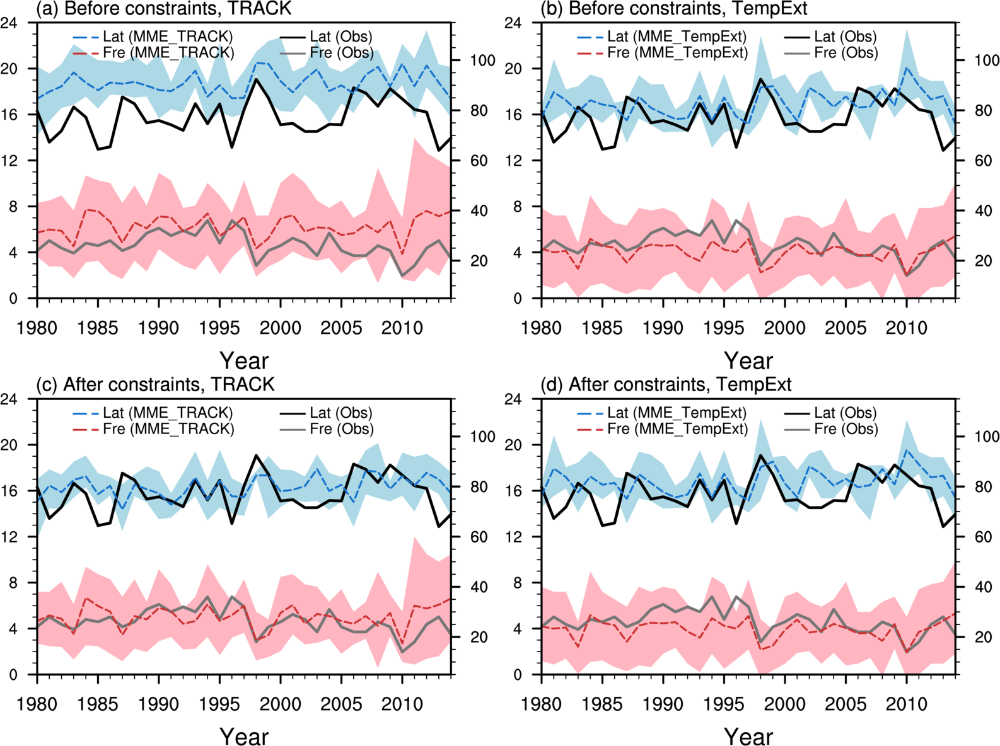 (a) Before constraints, TRACK
(b) Before constraints, TempExt
Lat (MME_TRACK) Lat (Obs)
Fre (MME_TRACK) Fre (Obs)
24
20
16
12
8
4
0
100
80
60
40
20
1980 1985 1990 1995 2000 2005 2010
Year
Lat (MME_TempExt) Lat (Obs)
Fre (MME_TempExt) Fre (Obs)
24
20
16
12
8
4
0
100
80
60
40
20
1980 1985 1990 1995 2000 2005 2010
Year
(c) After constraints, TRACK
(d) After constraints, TempExt
Lat (MME_TRACK) Lat (Obs)
Fre (MME_TRACK) Fre (Obs)
24
20
16
12
8
4
0
100
80
60
40
20
1980 1985 1990 1995 2000 2005 2010
Year
Lat (MME_TempExt) Lat (Obs)
Fre (MME_TempExt) Fre (Obs)
24
20
16
12
8
4
0
100
80
60
40
20
1980 1985 1990 1995 2000 2005 2010
Year